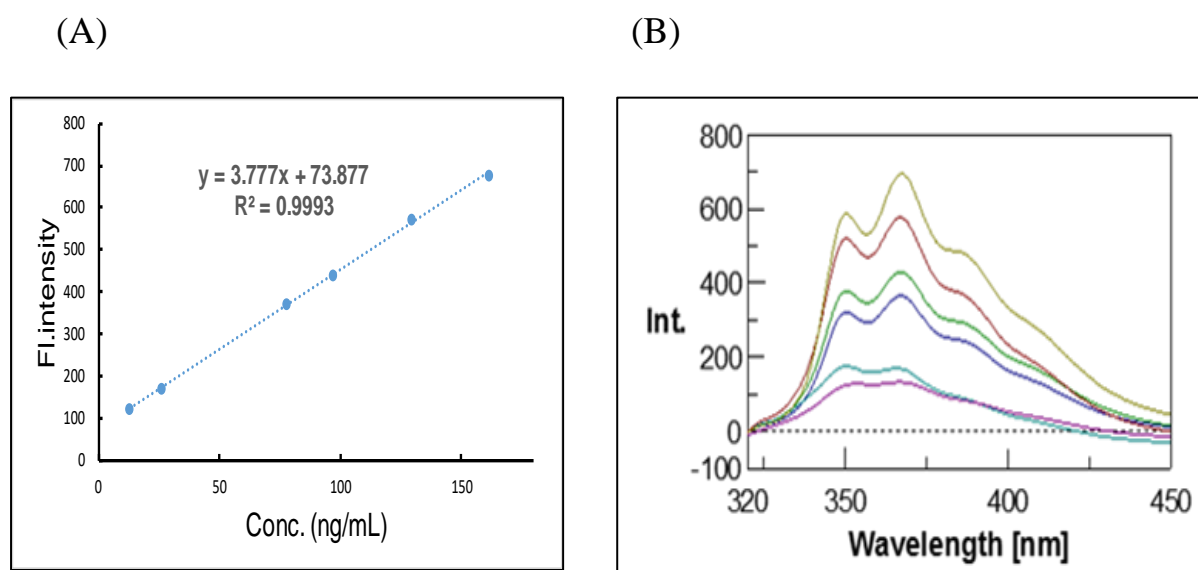 (A)
(B)
800
700
600
500
400
300
200
100
0
Fl.intensity
y = 3.777x + 73.877
R² = 0.9993
0 50 100 150
Conc. (ng/mL)
800
600
400
200
0
-100
Int.
320 350 400 450
Wavelength [nm]